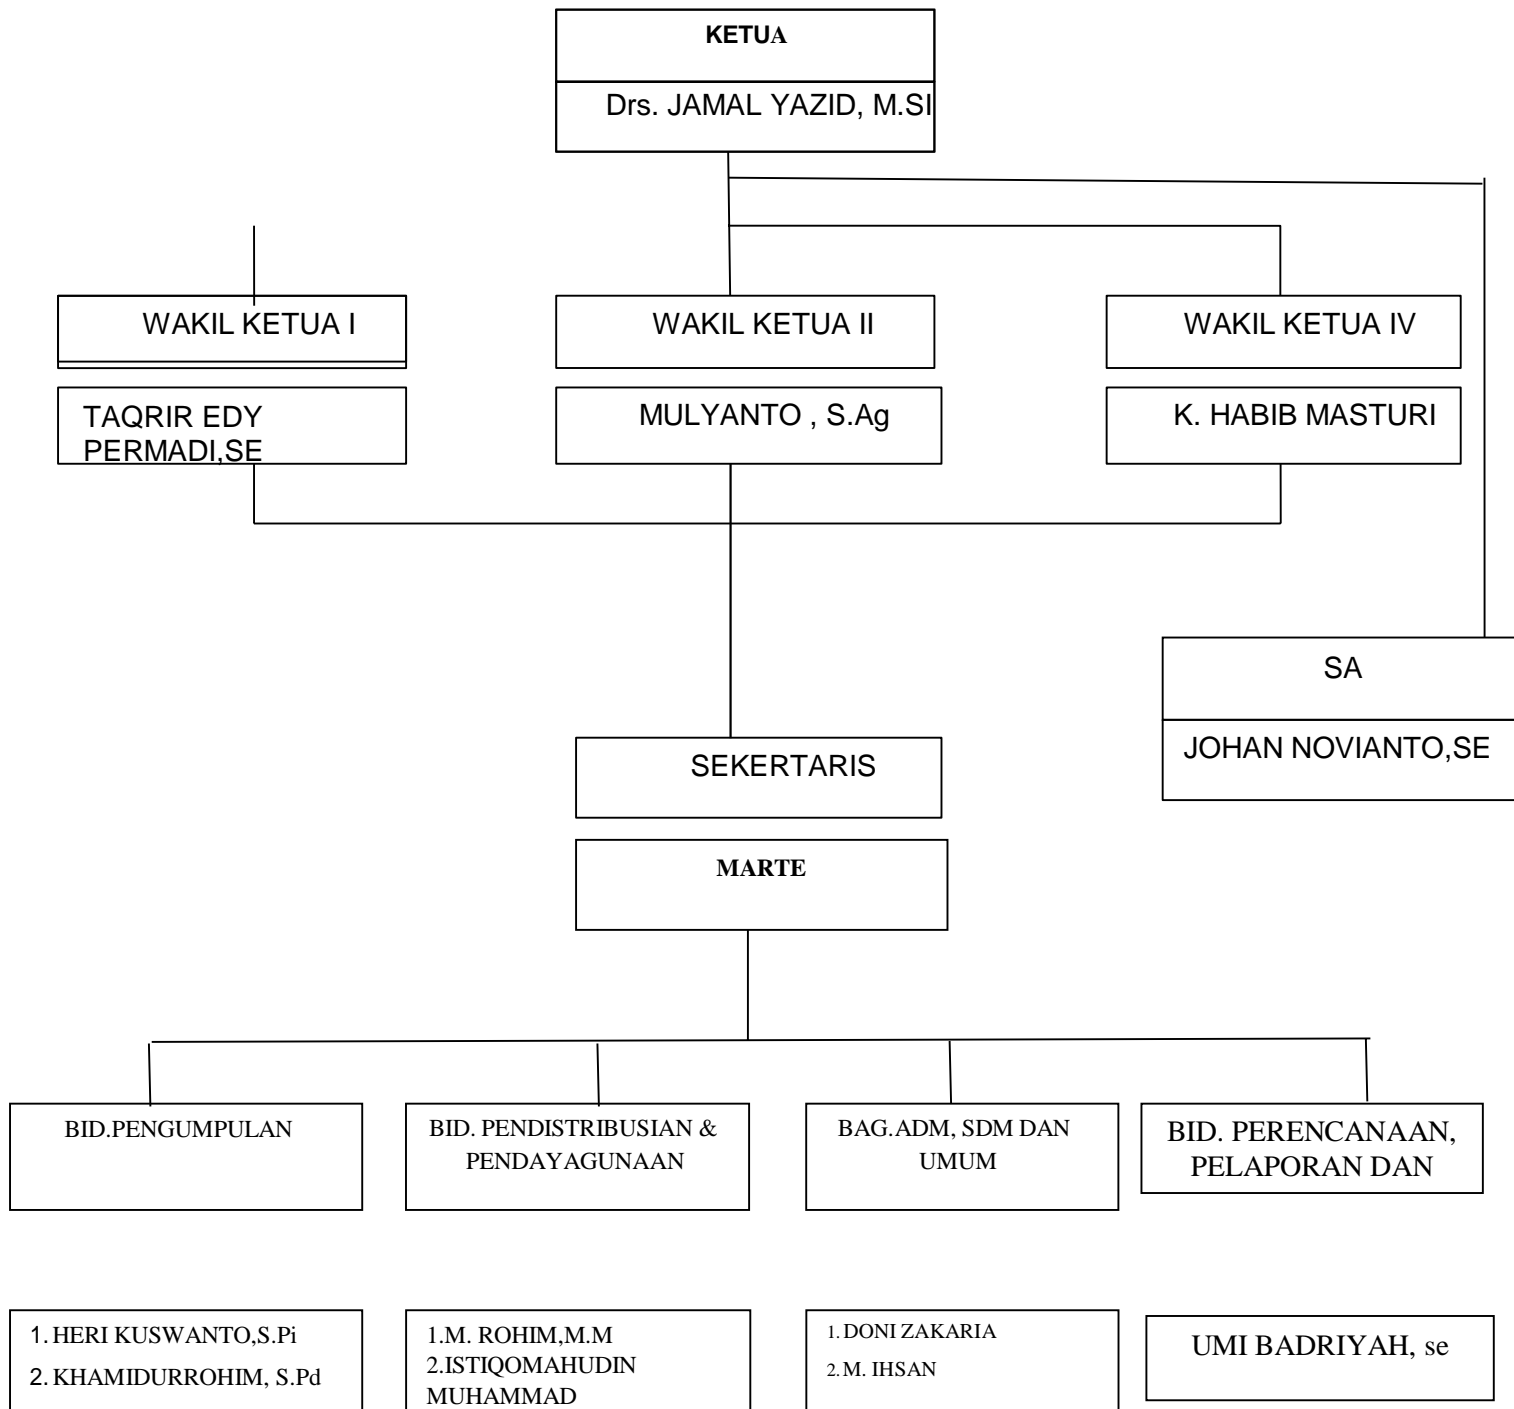 KETUA
Drs. JAMAL YAZID, M.SI
WAKIL KETUA I
WAKIL KETUA II
WAKIL KETUA IV
TAQRIR EDY
PERMADI,SE
MULYANTO , S.Ag
K. HABIB MASTURI
SA
JOHAN NOVIANTO,SE
SEKERTARIS
MARTE
BID.PENGUMPULAN
BID. PENDISTRIBUSIAN &
PENDAYAGUNAAN
BAG.ADM, SDM DAN
UMUM
BID. PERENCANAAN,
PELAPORAN DAN
1. HERI KUSWANTO,S.Pi
2. KHAMIDURROHIM, S.Pd
1.M. ROHIM,M.M
2.ISTIQOMAHUDIN
MUHAMMAD
1. DONI ZAKARIA
2. M. IHSAN
UMI BADRIYAH, se